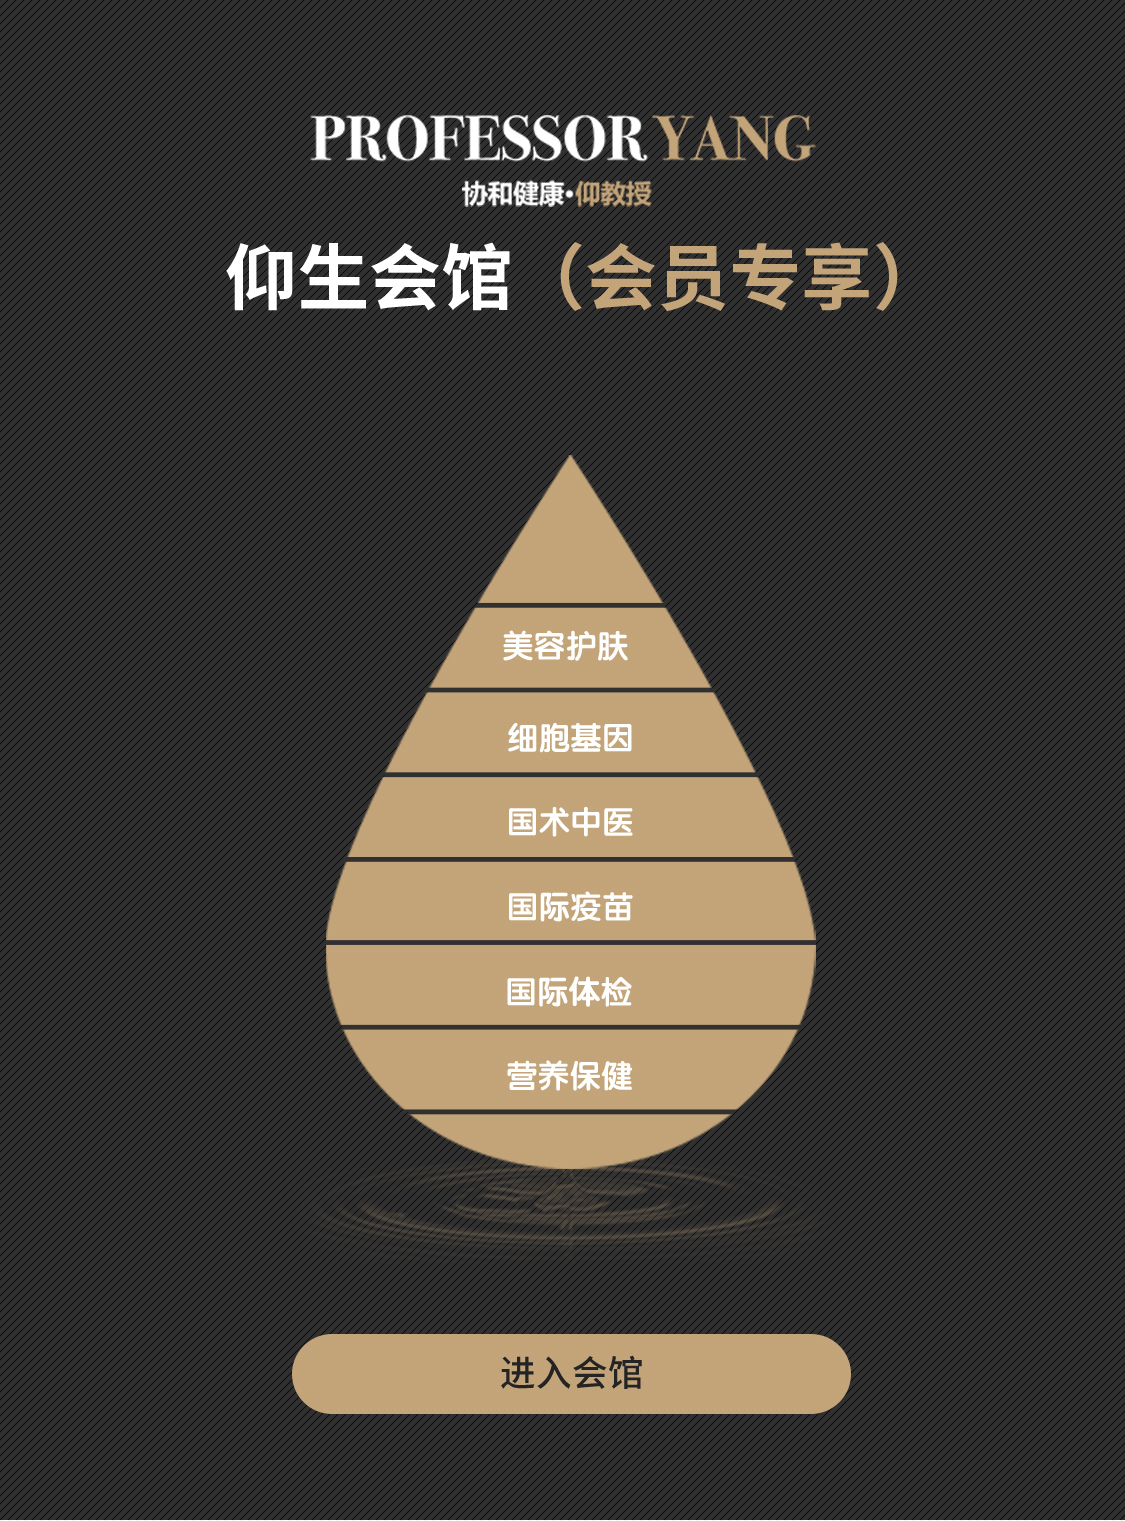 PROFESSOR YANG
协和健康·仰教授
仰生会馆（会员专享）
美容护肤
细胞基因
国术中医
国际疫苗
国际体检
营养保健
进入会馆